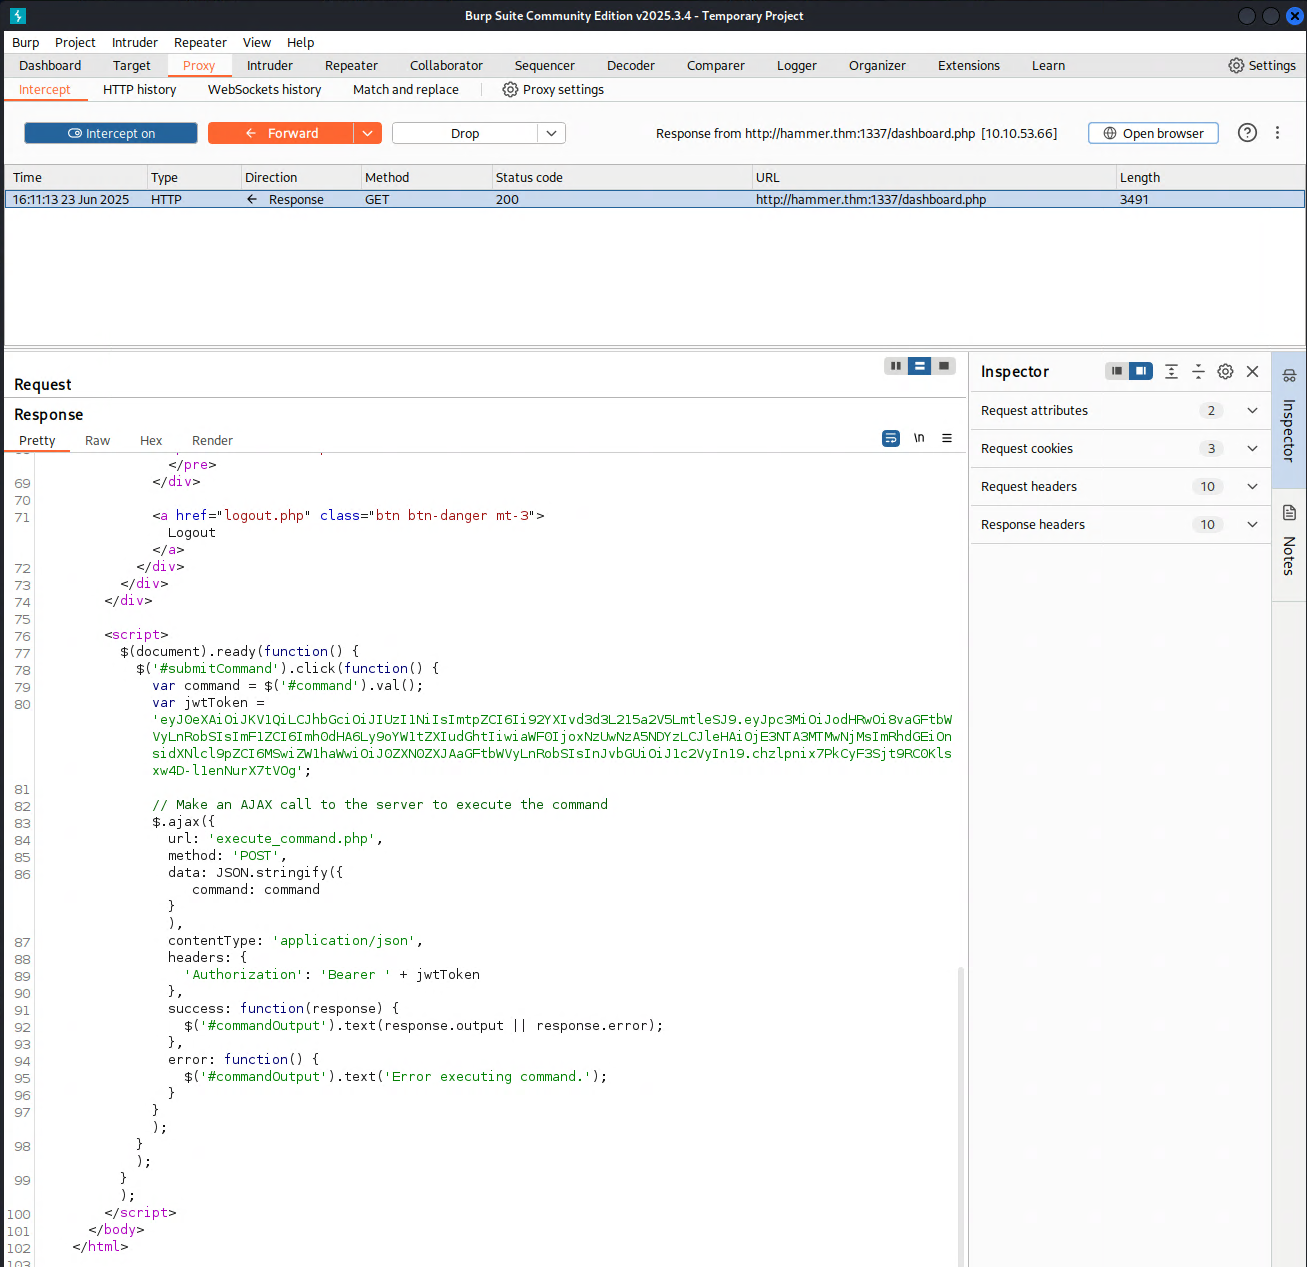 Burp Suite Community Edition v2025.3.4 - Temporary Project
Burp Project Intruder Repeater View Help
Dashboard Target Proxy Intruder Repeater Collaborator Sequencer Decoder Comparer Logger Organizer Extensions Learn Settings
Intercept HTTP history WebSockets history Match and replace Proxy settings
Intercept on Forward Drop Response from http://hammer.thm:1337/dashboard.php [10.10.53.66] Open browser
Time Type Direction Method Status code URL Length
16:11:13 23 Jun 2025 HTTP Response GET 200 http://hammer.thm:1337/dashboard.php 3491
Request
Response
Pretty Raw Hex Render \n
</pre>
69 </div>
70
71 <a href="logout.php" class="btn btn-danger mt-3">
Logout
</a>
72 </div>
73 </div>
74 </div>
75
76 <script>
77 $(document).ready(function() {
78 $('#submitCommand').click(function() {
79 var command = $('#command').val();
80 var jwtToken =
'eyJ0eXAiOiJKV1QiLCJhbGciOiJIUzI1NiIsImtpZCI6Ii92YXIvd3d3L215a2V5LmtleSJ9.eyJpc3MiOiJodHRwOi8vaGFtbW
VyLnRobSIsImF1ZCI6Imh0dHA6Ly9oYW1tZXIudGhtIiwiaWF0IjoxNzUwNzA5NDYzLCJleHAiOjE3NTA3MTMwNjMsImRhdGEiOn
sidXNlcl9pZCI6MSwiZW1haWwiOiJ0ZXN0ZXJAaGFtbWVyLnRobSIsInJvbGUiOiJ1c2VyIn19.chzlpnix7PkCyF3Sjt9RC0Kls
xw4D-l1enNurX7tVOg';
81
82 // Make an AJAX call to the server to execute the command
83 $.ajax({
84 url: 'execute_command.php',
85 method: 'POST',
86 data: JSON.stringify({
command: command
}
),
87 contentType: 'application/json',
88 headers: {
89 'Authorization': 'Bearer ' + jwtToken
90 },
91 success: function(response) {
92 $('#commandOutput').text(response.output || response.error);
93 },
94 error: function() {
95 $('#commandOutput').text('Error executing command.');
96 }
97 }
);
98 }
);
99 }
);
100 </script>
101 </body>
102 </html>
103
Inspector
Request attributes 2
Request cookies 3
Request headers 10
Response headers 10
Inspector
Notes